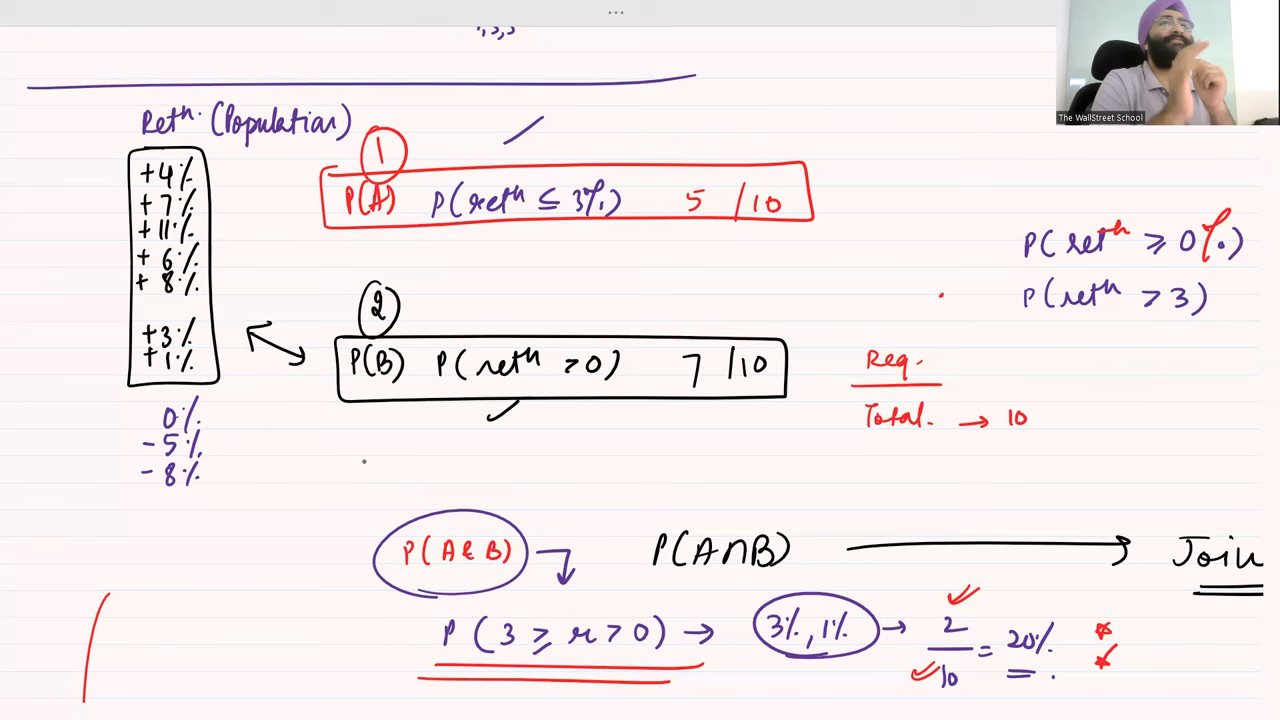 Retn. (Population)
+4%
+7%
+11%
+6%
+8%
+3%
+1%
0%
-5%
-8%
1
P(A) P(retn ≤ 3%) 5 /10
2
P(B) P(retn >0) 7 /10
P(retn ≥ 0%)
P(retn >3)
Req.
Total. → 10
P(A & B) P(A∩B) → Join
P (3 ≥ r > 0) → 3%, 1% → 2/10 = 20%
The WallStreet School